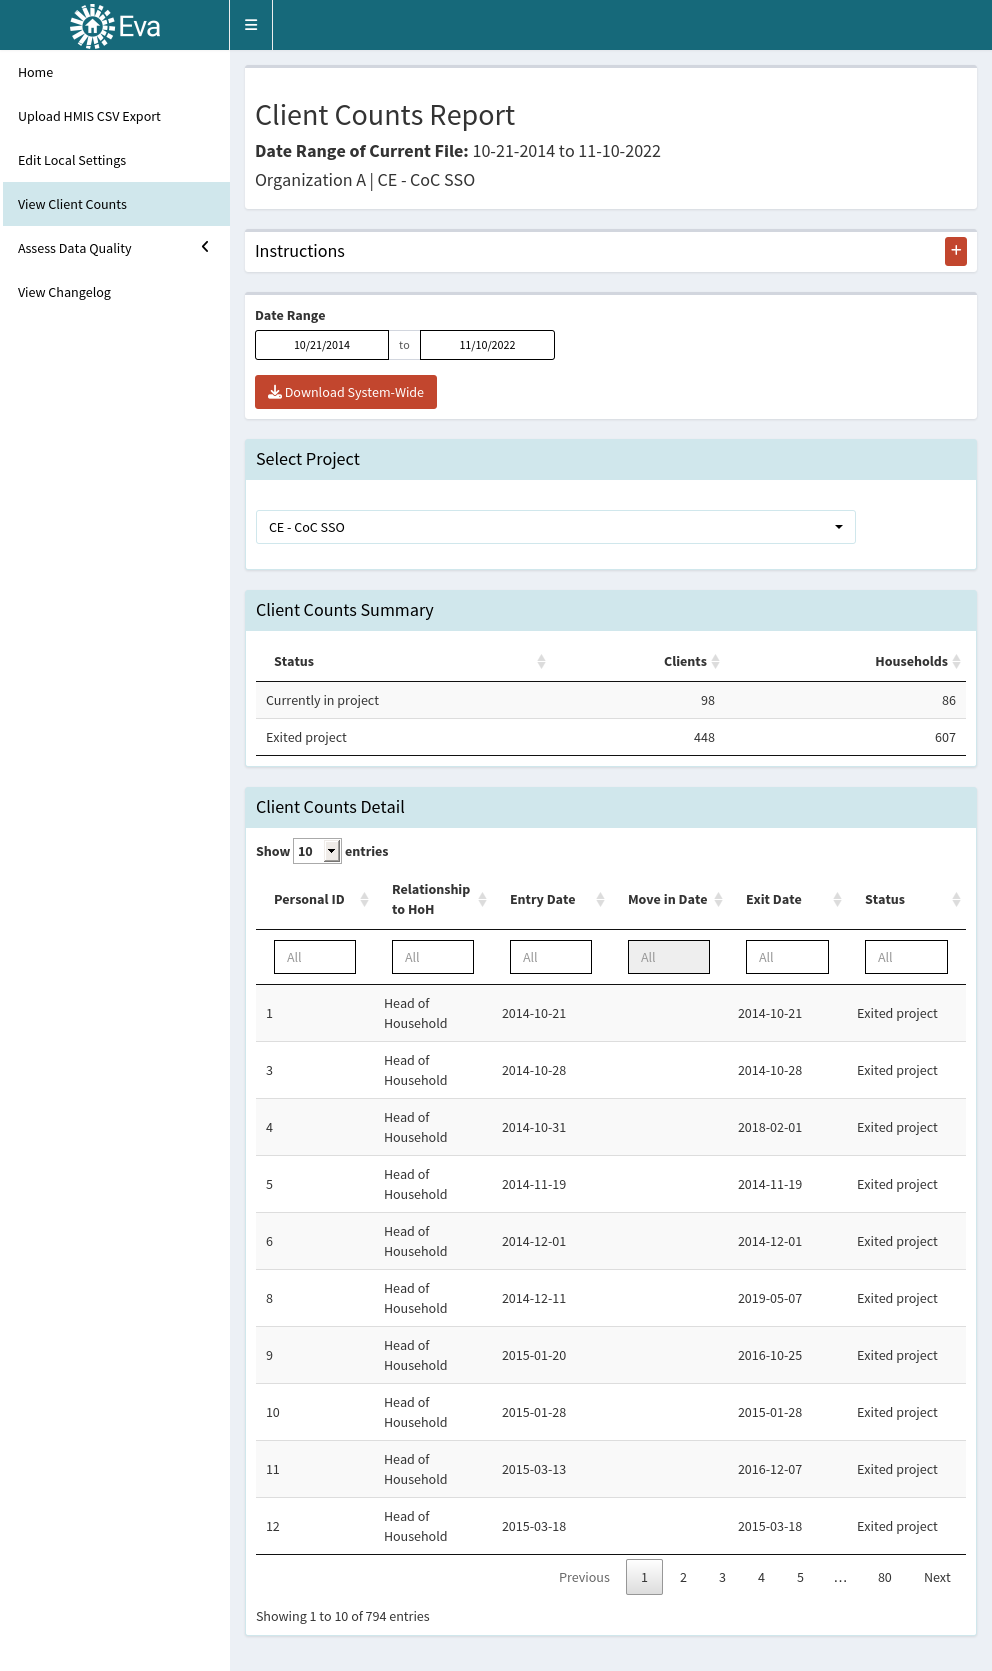 Eva
Home
Upload HMIS CSV Export
Edit Local Settings
View Client Counts
Assess Data Quality
View Changelog
Client Counts Report
Date Range of Current File: 10-21-2014 to 11-10-2022
Organization A | CE - CoC SSO
Instructions
+
Date Range
10/21/2014 to 11/10/2022
Download System-Wide
Select Project
CE - CoC SSO
Client Counts Summary
Status Clients Households
Currently in project 98 86
Exited project 448 607
Client Counts Detail
Show 10 entries
Personal ID Relationship to HoH Entry Date Move in Date Exit Date Status
All All All All All All
1 Head of Household 2014-10-21 2014-10-21 Exited project
3 Head of Household 2014-10-28 2014-10-28 Exited project
4 Head of Household 2014-10-31 2018-02-01 Exited project
5 Head of Household 2014-11-19 2014-11-19 Exited project
6 Head of Household 2014-12-01 2014-12-01 Exited project
8 Head of Household 2014-12-11 2019-05-07 Exited project
9 Head of Household 2015-01-20 2016-10-25 Exited project
10 Head of Household 2015-01-28 2015-01-28 Exited project
11 Head of Household 2015-03-13 2016-12-07 Exited project
12 Head of Household 2015-03-18 2015-03-18 Exited project
Previous 1 2 3 4 5 … 80 Next
Showing 1 to 10 of 794 entries